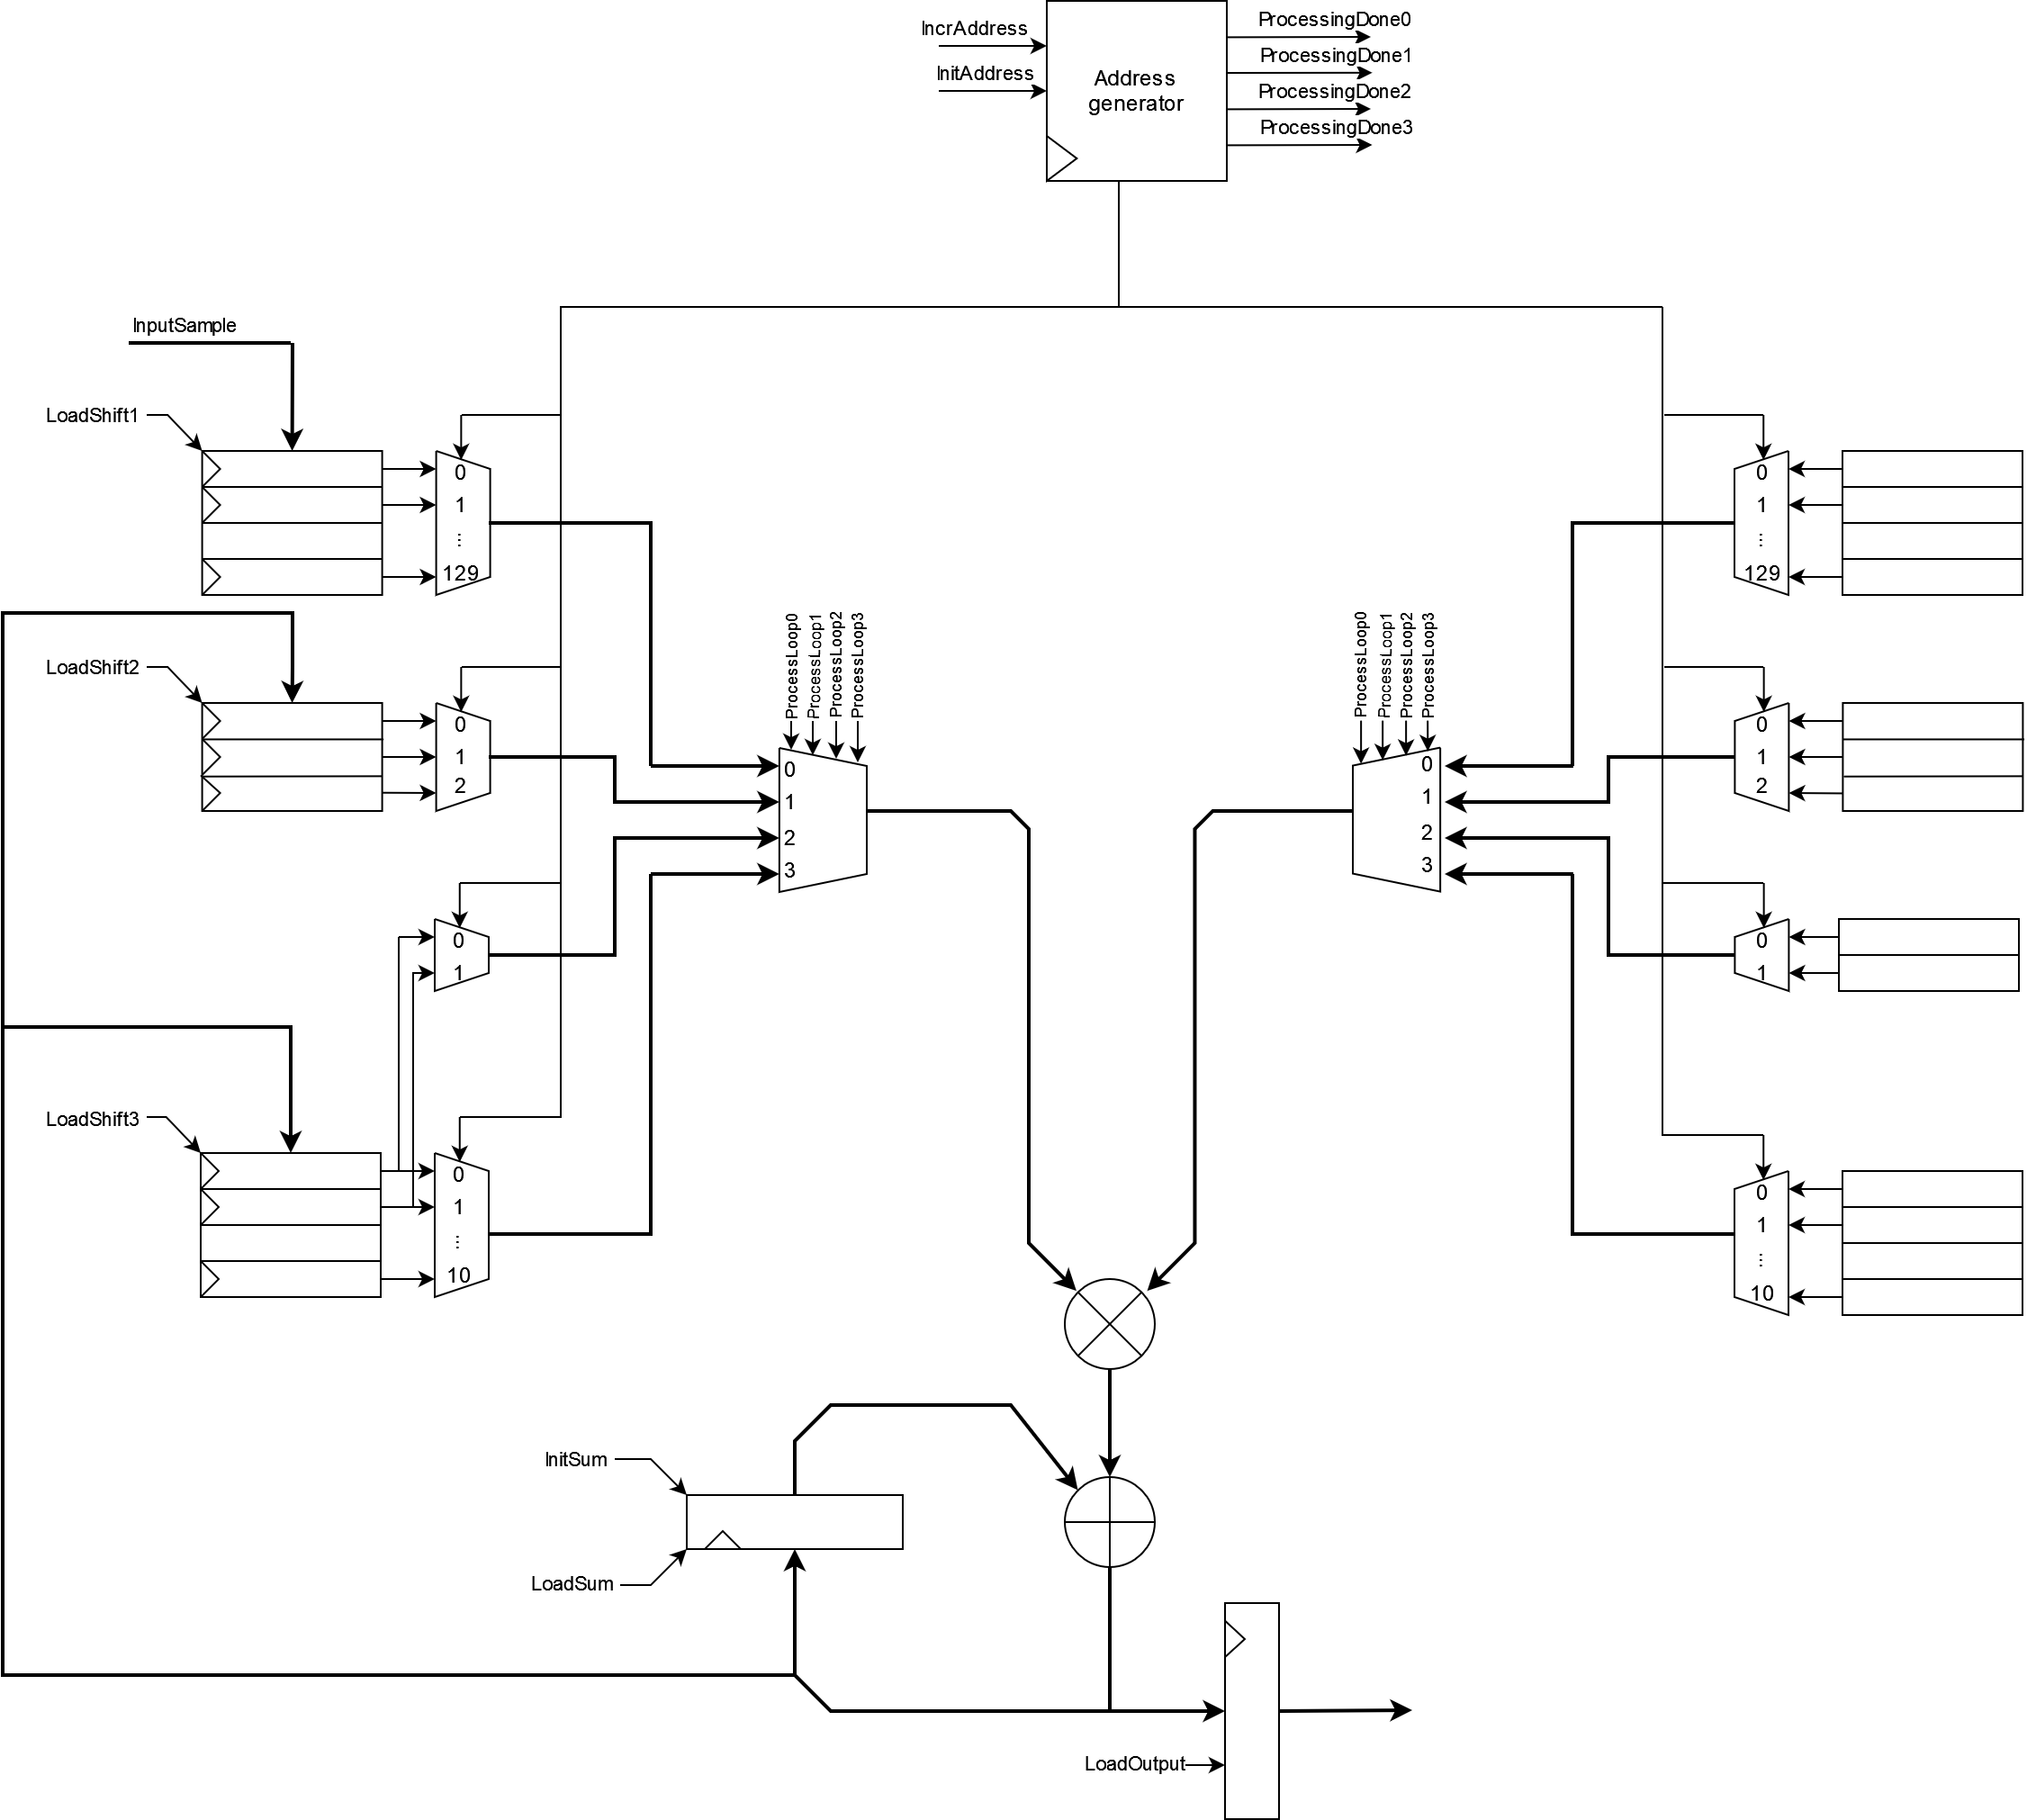 ProcessingDone0
IncrAddress
ProcessingDone1
InitAddress
Address
generator
ProcessingDone2
ProcessingDone3
InputSample
LoadShift1
0
1
...
129
0
1
...
129
LoadShift2
0
1
2
ProcessLoop0
ProcessLoop1
ProcessLoop2
ProcessLoop3
0
1
2
3
ProcessLoop0
ProcessLoop1
ProcessLoop2
ProcessLoop3
0
1
2
3
0
1
2
0
1
0
1
LoadShift3
0
1
...
10
0
1
...
10
InitSum
LoadSum
LoadOutput